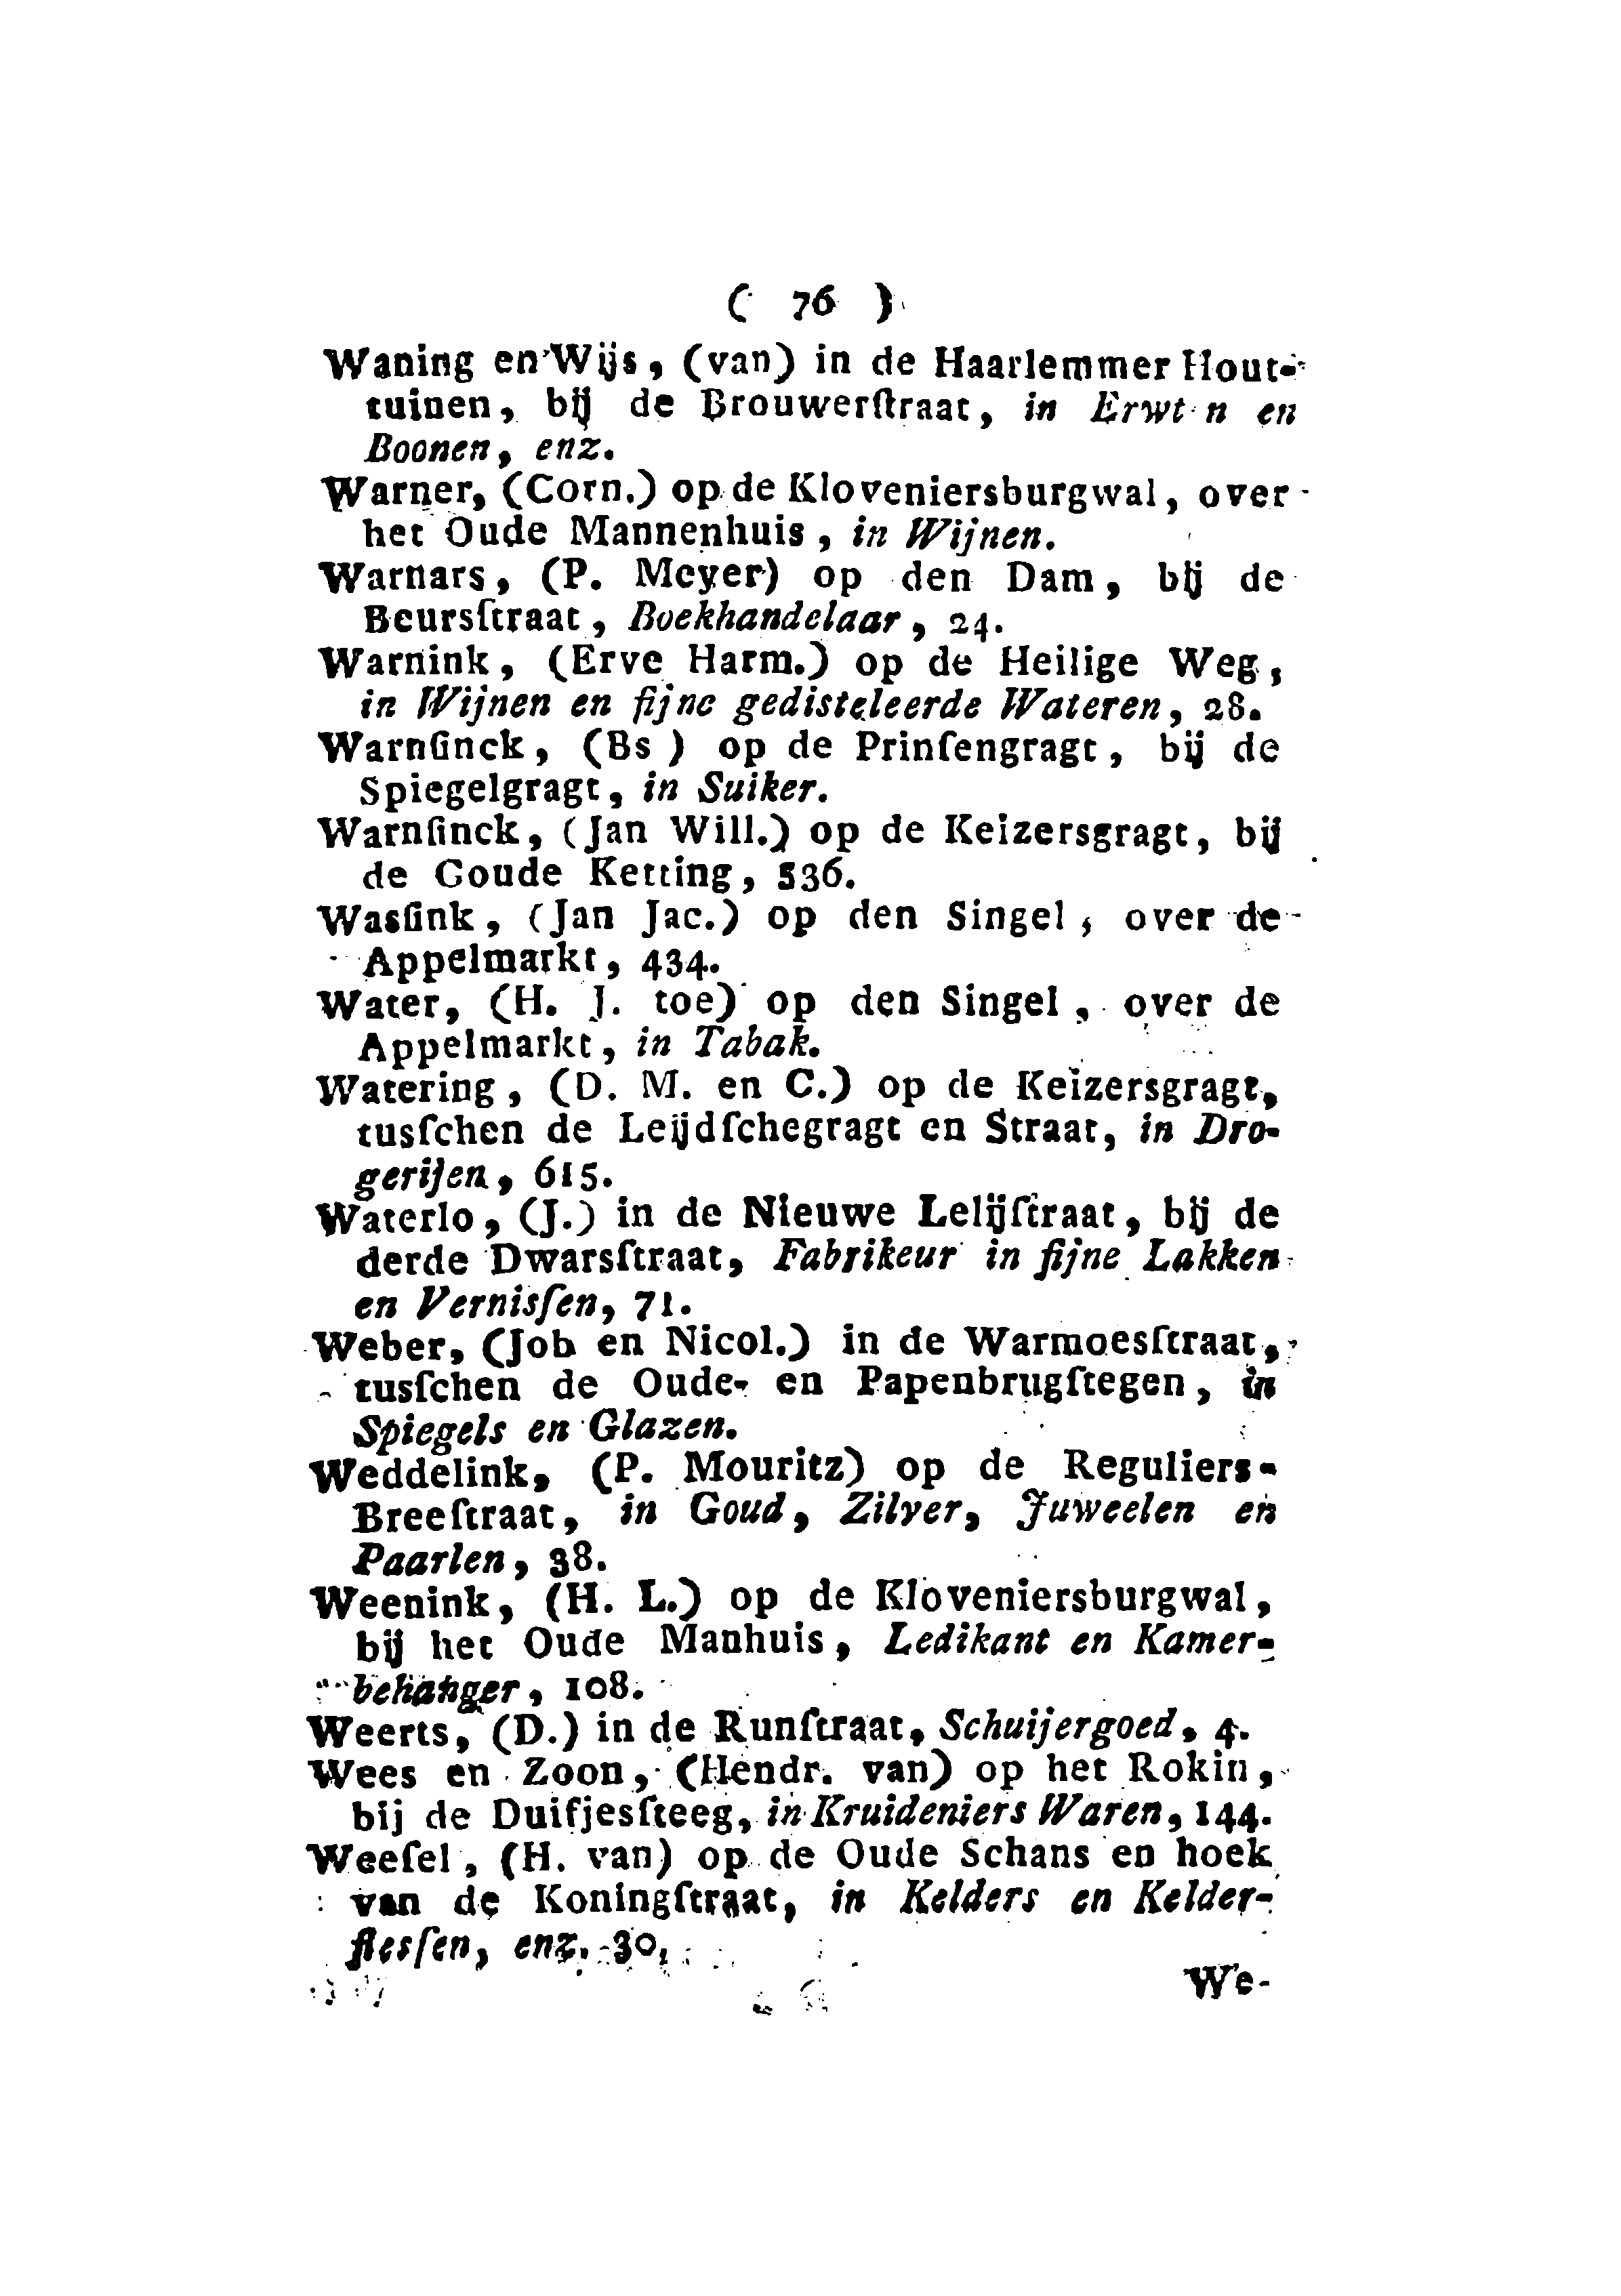 ( 76 )
Waning en Wijs, (van) in de Haarlemmer Hout-
tuinen, bij de Brouwerſtraat, in Erwt n en
Boonen, enz.
Warner, (Corn.) op de Kloveniersburgwal, over
het Oude Mannenhuis, in Wijnen.
Warnars, (P. Meyer) op den Dam, bij de
Beursſtraat, Boekhandelaar, 24.
Warnink, (Erve Harm.) op de Heilige Weg,
in Wijnen en fijne gedisteleerde Wateren, 28.
Warnſinck, (Bs ) op de Prinſengragt, bij de
Spiegelgragt, in Suiker.
Warnſinck, (Jan Will.) op de Keizersgragt, bij
de Goude Ketting, 536.
Wasſink, (Jan Jac.) op den Singel, over de
Appelmarkt, 434.
Water, (H. J. toe) op den Singel, over de
Appelmarkt, in Tabak.
Watering, (D. M. en C.) op de Keizersgragt,
tusſchen de Leijdſchegragt en Straat, in Dro-
gerijen, 615.
Waterlo, (J.) in de Nieuwe Lelijſtraat, bij de
derde Dwarsſtraat, Fabrikeur in fijne Lakken
en Vernisſen, 71.
Weber, (Joh en Nicol.) in de Warmoesſtraat,
tusſchen de Oude- en Papenbrugſtegen, in
Spiegels en Glazen.
Weddelink, (P. Mouritz) op de Reguliers-
Breeſtraat, in Goud, Zilver, Juweelen en
Paarlen, 38.
Weenink, (H. L.) op de Kloveniersburgwal,
bij het Oude Manhuis, Ledikant en Kamer-
behanger, 108.
Weerts, (D.) in de Runſtraat, Schuijergoed, 4.
Wees en Zoon, (Hendr. van) op het Rokin,
bij de Duifjesſteeg, in Kruideniers Waren, 144.
Weeſel, (H. van) op de Oude Schans en hoek
van de Koningſtraat, in Kelders en Kelder-
flesſen, enz. 30.
We-